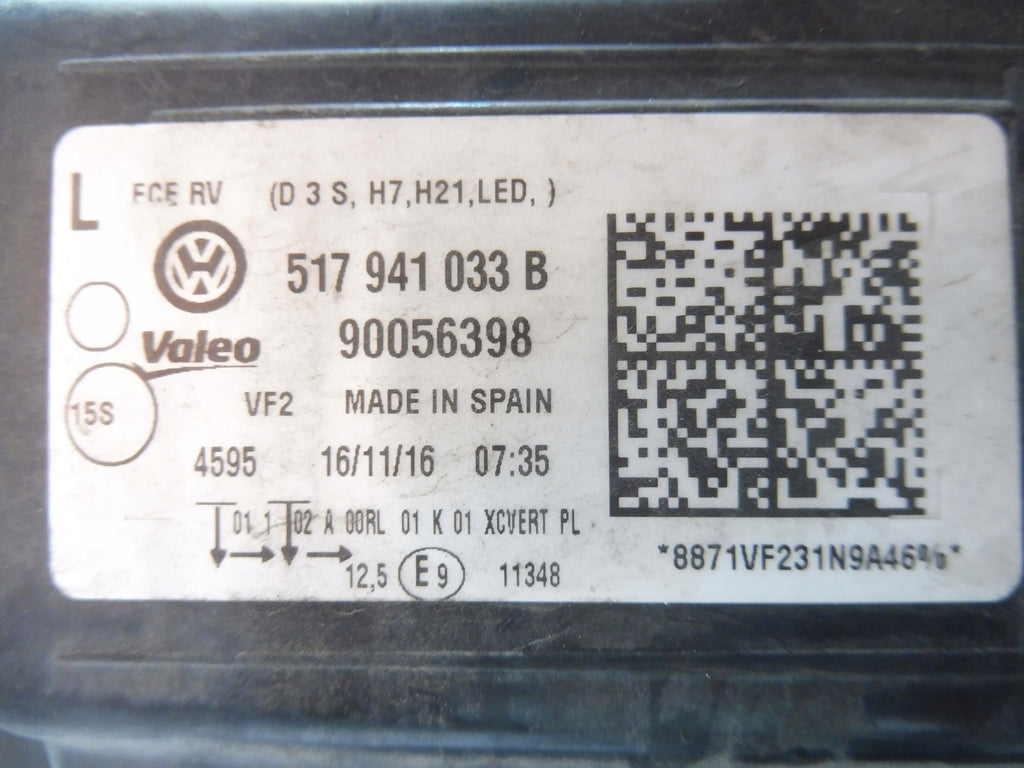 L ECE RV (D 3 S, H7,H21,LED, )
517 941 033 B
Valeo 90056398
15S VF2 MADE IN SPAIN
4595 16/11/16 07:35
01 1 02 A 00RL 01 K 01 XCVERT PL
12,5 E9 11348
*8871VF231N9A46%*